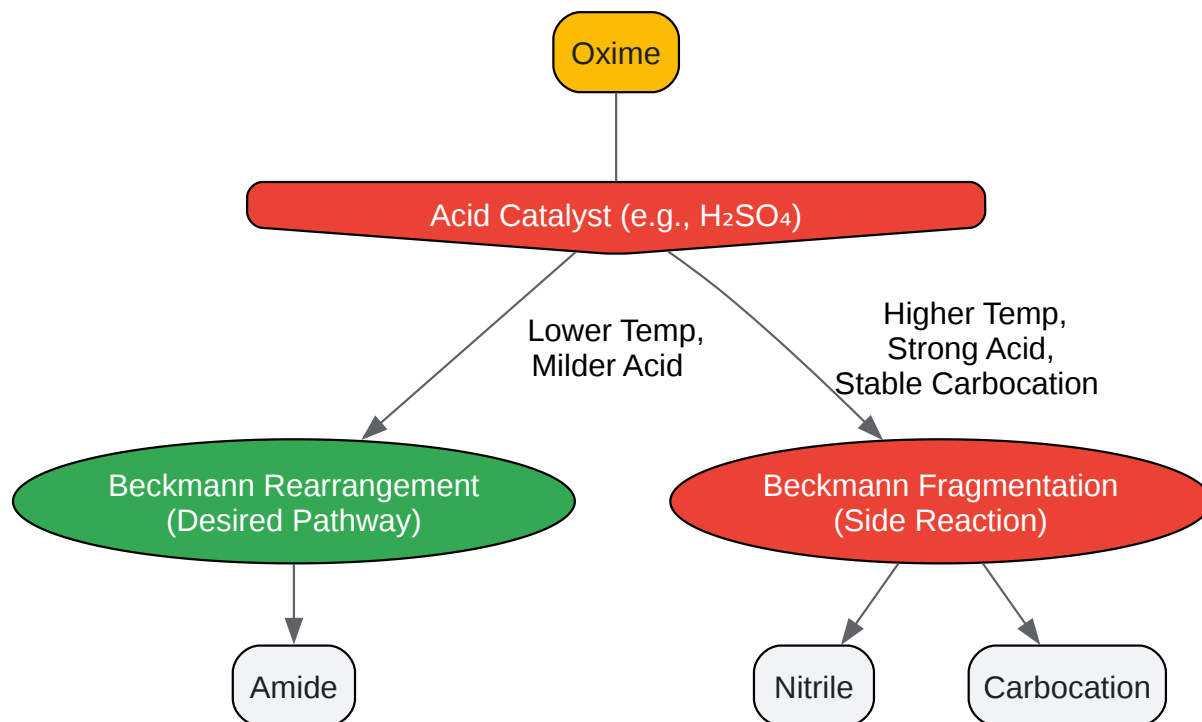 Oxime
Acid Catalyst (e.g., H₂SO₄)
Lower Temp,
Milder Acid
Higher Temp,
Strong Acid,
Stable Carbocation
Beckmann Rearrangement
(Desired Pathway)
Beckmann Fragmentation
(Side Reaction)
Amide
Nitrile
Carbocation